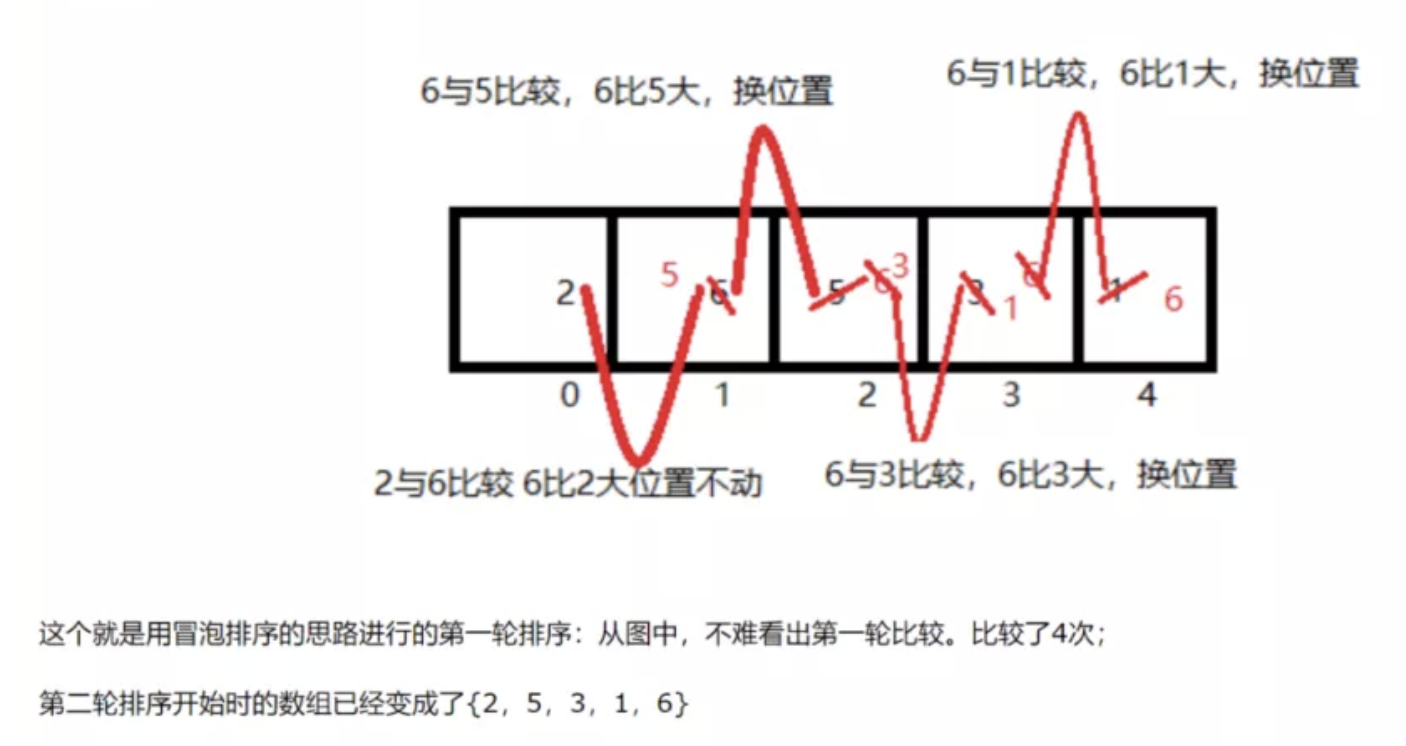 6与5比较，6比5大，换位置
6与1比较，6比1大，换位置
2 5 6 5 6 3 3 1 6 1 6
0 1 2 3 4
2与6比较 6比2大位置不动
6与3比较，6比3大，换位置
这个就是用冒泡排序的思路进行的第一轮排序：从图中，不难看出第一轮比较。比较了4次；
第二轮排序开始时的数组已经变成了{2，5，3，1，6}